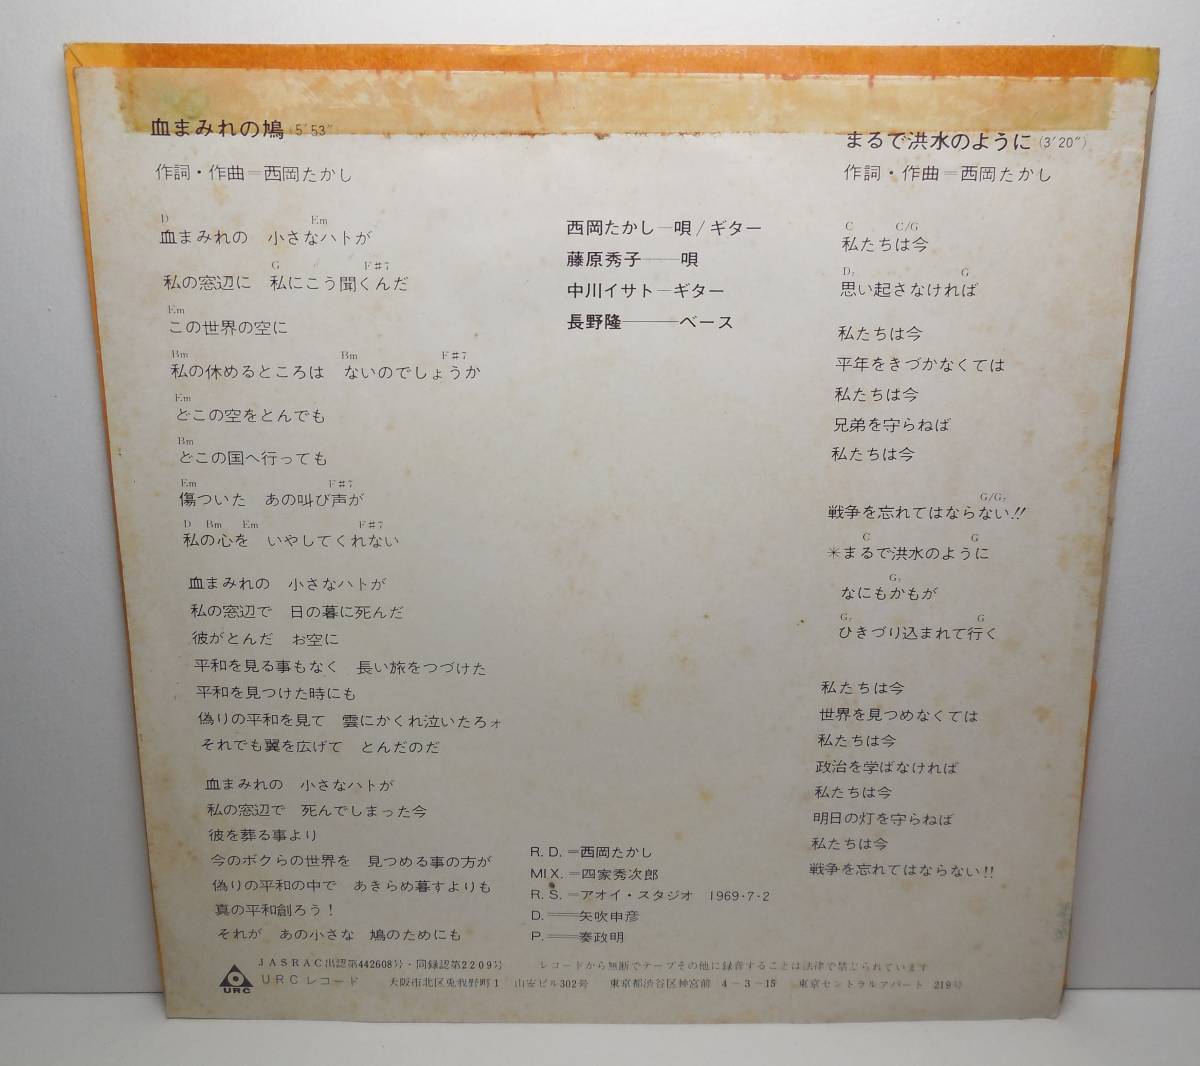 血まみれの鳩 (5′53″)
作詞・作曲＝西岡たかし
D Em
血まみれの 小さなハトが
G F♯7
私の窓辺に 私にこう聞くんだ
Em
この世界の空に
Bm Bm F♯7
私の休めるところは ないのでしょうか
Em
どこの空をとんでも
Bm
どこの国へ行っても
Em F♯7
傷ついた あの叫び声が
D Bm Em F♯7
私の心を いやしてくれない
血まみれの 小さなハトが
私の窓辺で 日の暮に死んだ
彼がとんだ お空に
平和を見る事もなく 長い旅をつづけた
平和を見つけた時にも
偽りの平和を見て 雲にかくれ泣いたろォ
それでも翼を広げて とんだのだ
血まみれの 小さなハトが
私の窓辺で 死んでしまった今
彼を葬る事より
今のボクらの世界を 見つめる事の方が
偽りの平和の中で あきらめ暮すよりも
真の平和創ろう！
それが あの小さな 鳩のためにも
西岡たかし─唄/ギター
藤原秀子──唄
中川イサト─ギター
長野隆───ベース
R.D.＝西岡たかし
MIX.＝四家秀次郎
R.S.＝アオイ・スタジオ 1969・7・2
D.＝＝矢吹申彦
P.＝＝秦政明
まるで洪水のように (3′20″)
作詞・作曲＝西岡たかし
C C/G
私たちは今
D7 G
思い起さなければ
私たちは今
平年をきづかなくては
私たちは今
兄弟を守らねば
私たちは今
G/G7
戦争を忘れてはならない!!
C G
＊まるで洪水のように
G7
なにもかもが
G7 G
ひきづり込まれて行く
私たちは今
世界を見つめなくては
私たちは今
政治を学ばなければ
私たちは今
明日の灯を守らねば
私たちは今
戦争を忘れてはならない!!
URC
JASRAC出認第442608号・同録認第2209号 レコードから無断でテープその他に録音することは法律で禁じられています
URCレコード 大阪市北区兎我野町1 山安ビル302号 東京都渋谷区神宮前 4-3-15 東京セントラルアパート 219号